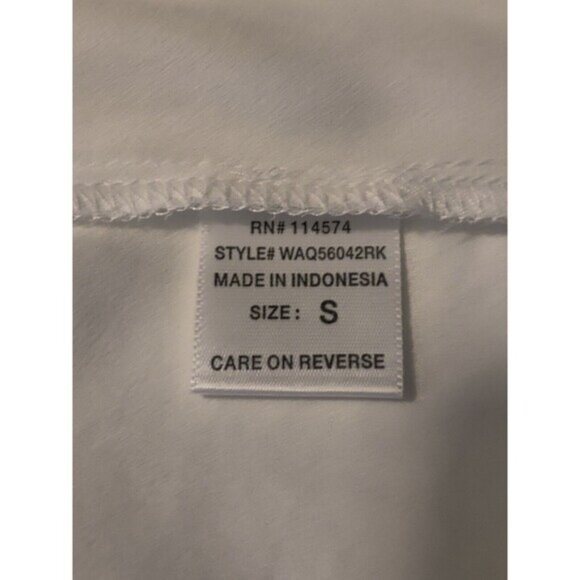 RN# 114574
STYLE# WAQ56042RK
MADE IN INDONESIA
SIZE: S
CARE ON REVERSE